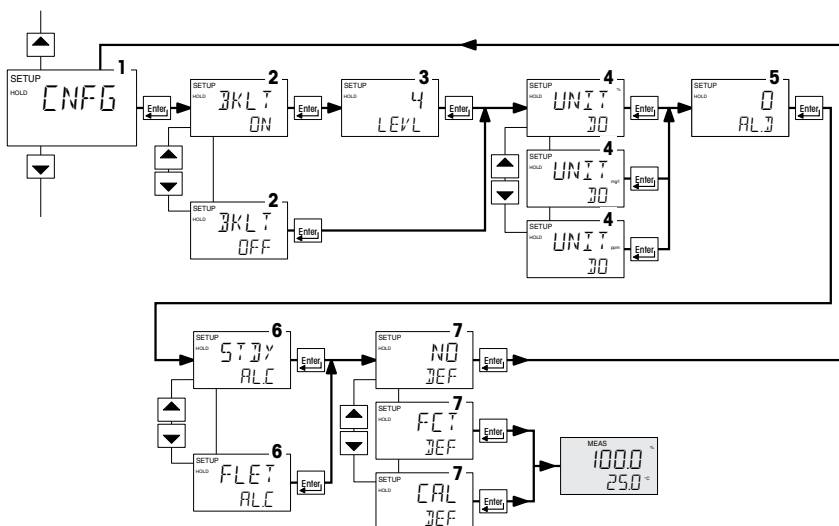 1
SETUP
HOLD
CNFG
Enter
2
SETUP
HOLD
BKLT
ON
Enter
3
SETUP
HOLD
4
LEVL
Enter
4
SETUP
HOLD
%
UNIT
DO
Enter
5
SETUP
HOLD
0
AL.D
Enter
4
SETUP
HOLD
UNIT mg/l
DO
Enter
2
SETUP
HOLD
BKLT
OFF
Enter
4
SETUP
HOLD
UNIT ppm
DO
Enter
6
SETUP
HOLD
STDY
AL.C
Enter
7
SETUP
HOLD
NO
DEF
Enter
7
SETUP
HOLD
FCT
DEF
Enter
6
SETUP
HOLD
FLET
AL.C
Enter
7
SETUP
HOLD
CAL
DEF
Enter
MEAS
%
100.0
25.0 °C